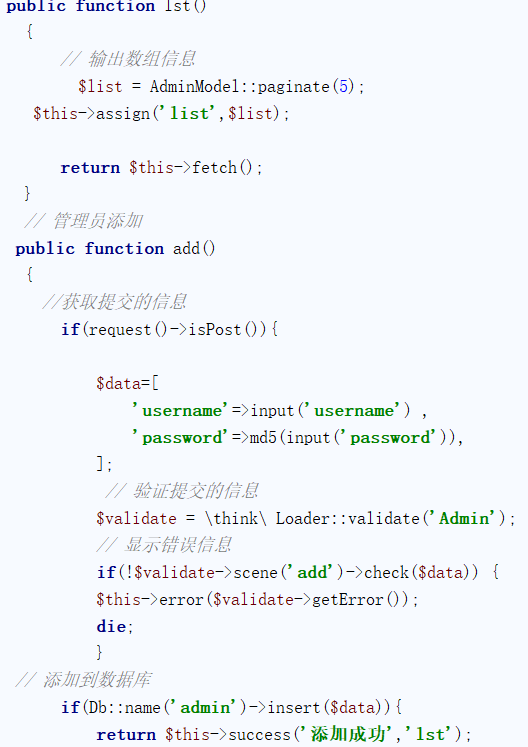 public function lst()
{
// 输出数组信息
$list = AdminModel::paginate(5);
$this->assign('list',$list);
return $this->fetch();
}
// 管理员添加
public function add()
{
//获取提交的信息
if(request()->isPost()){
$data=[
'username'=>input('username') ,
'password'=>md5(input('password')),
];
// 验证提交的信息
$validate = \think\ Loader::validate('Admin');
// 显示错误信息
if(!$validate->scene('add')->check($data)) {
$this->error($validate->getError());
die;
}
// 添加到数据库
if(Db::name('admin')->insert($data)){
return $this->success('添加成功','lst');